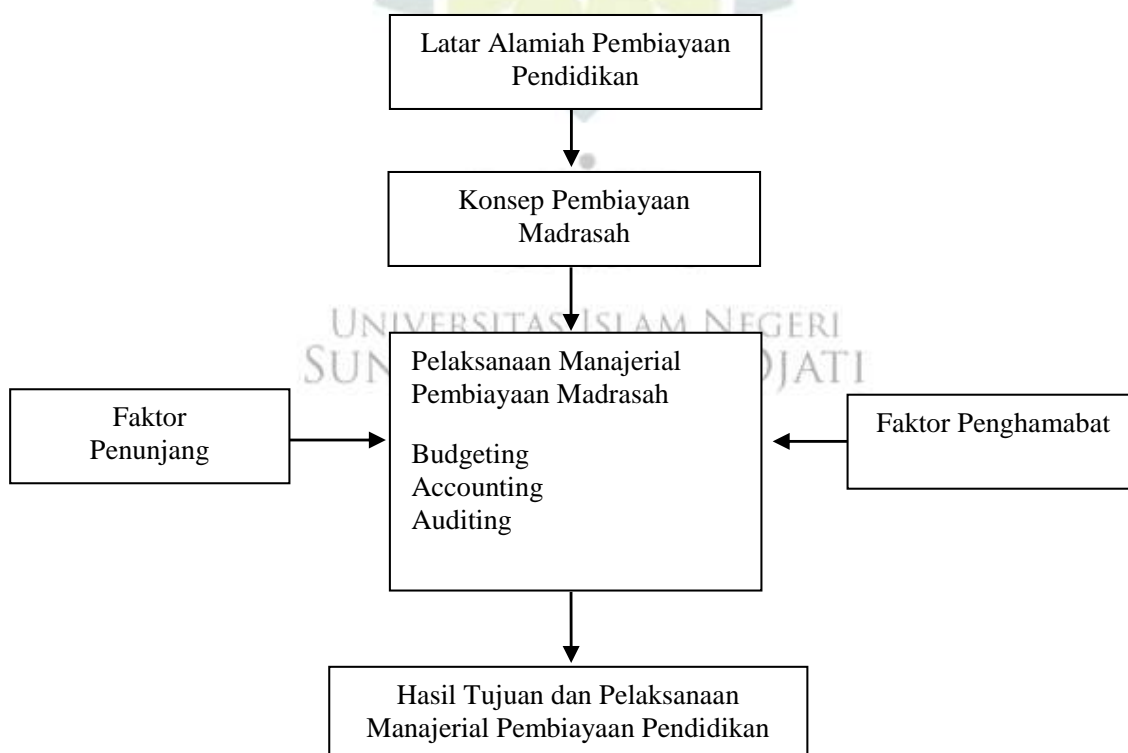 Latar Alamiah Pembiayaan
Pendidikan
Konsep Pembiayaan
Madrasah
UNIVERSITAS ISLAM NEGERI
Pelaksanaan Manajerial
Pembiayaan Madrasah
Budgeting
Accounting
Auditing
Faktor
Penunjang
Faktor Penghamabat
Hasil Tujuan dan Pelaksanaan
Manajerial Pembiayaan Pendidikan